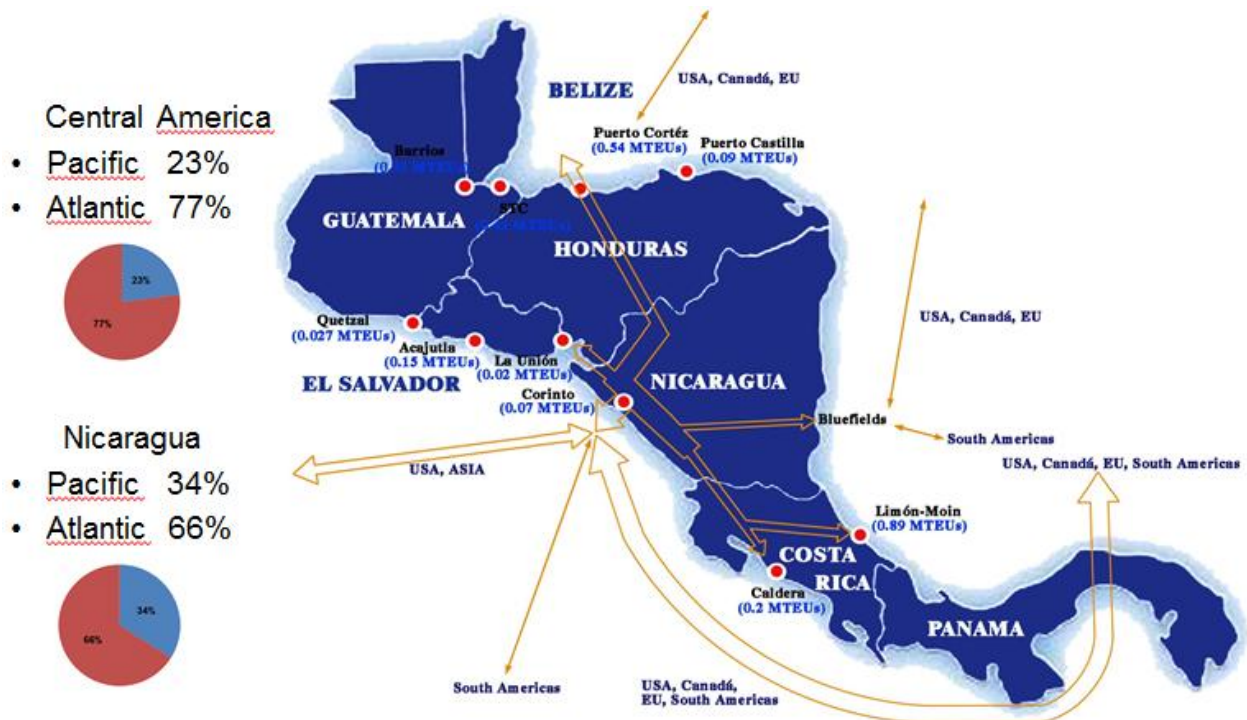 Central America
• Pacific 23%
• Atlantic 77%
23%
77%
Nicaragua
• Pacific 34%
• Atlantic 66%
34%
66%
USA, Canadá, EU
BELIZE
Puerto Cortéz
(0.54 MTEUs)
Puerto Castilla
(0.09 MTEUs)
Barrios
MTEUs)
STC
MTEUs)
GUATEMALA
HONDURAS
Quetzal
(0.027 MTEUs)
Acajutla
(0.15 MTEUs)
La Unión
(0.02 MTEUs)
EL SALVADOR
Corinto
(0.07 MTEUs)
NICARAGUA
USA, Canadá, EU
Bluefields
South Americas
USA, ASIA
USA, Canadá, EU, South Americas
Limón-Moin
(0.89 MTEUs)
COSTA
RICA
Caldera
(0.2 MTEUs)
PANAMA
South Americas
USA, Canadá,
EU, South Americas